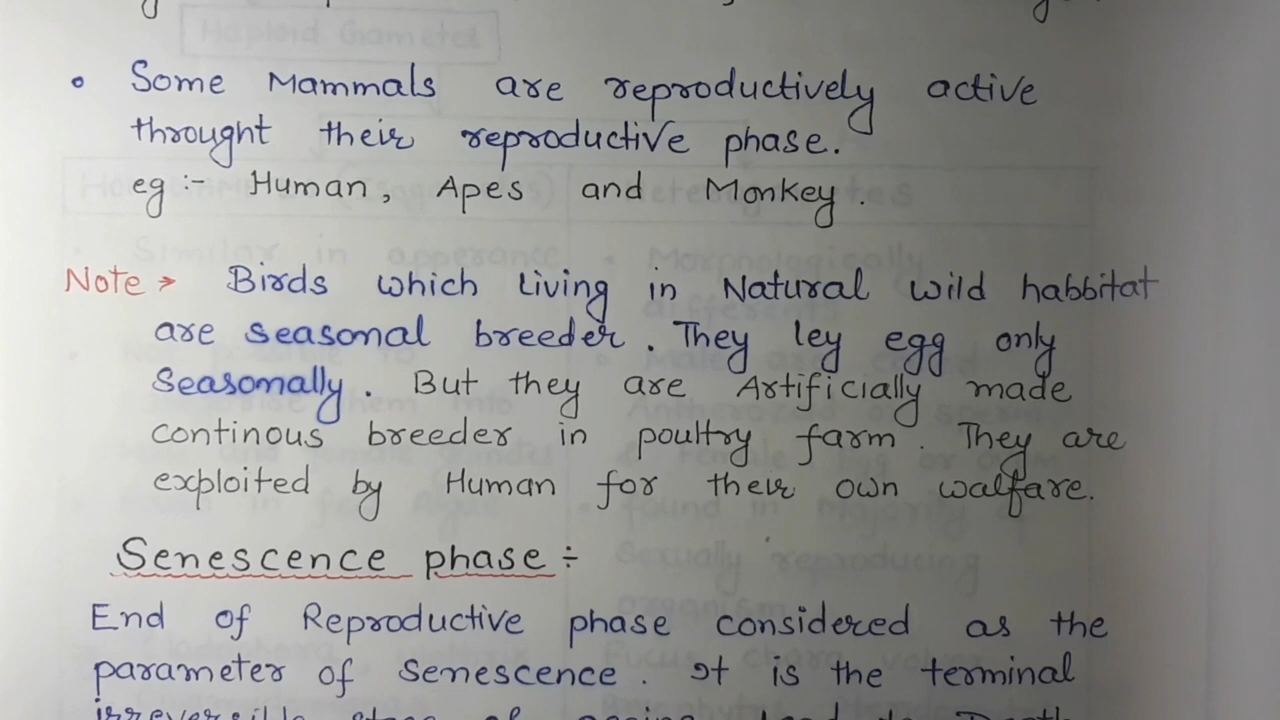 • Some Mammals are reproductively active
throught their reproductive phase.
eg :- Human, Apes and Monkey.
Note → Birds which living in Natural wild habbitat
are seasonal breeder. They ley egg only
seasonally. But they are Artificially made
continous breeder in poultry farm. They are
exploited by Human for their own walfare.
Senescence phase ÷
End of Reproductive phase considered as the
parameter of senescence. It is the terminal